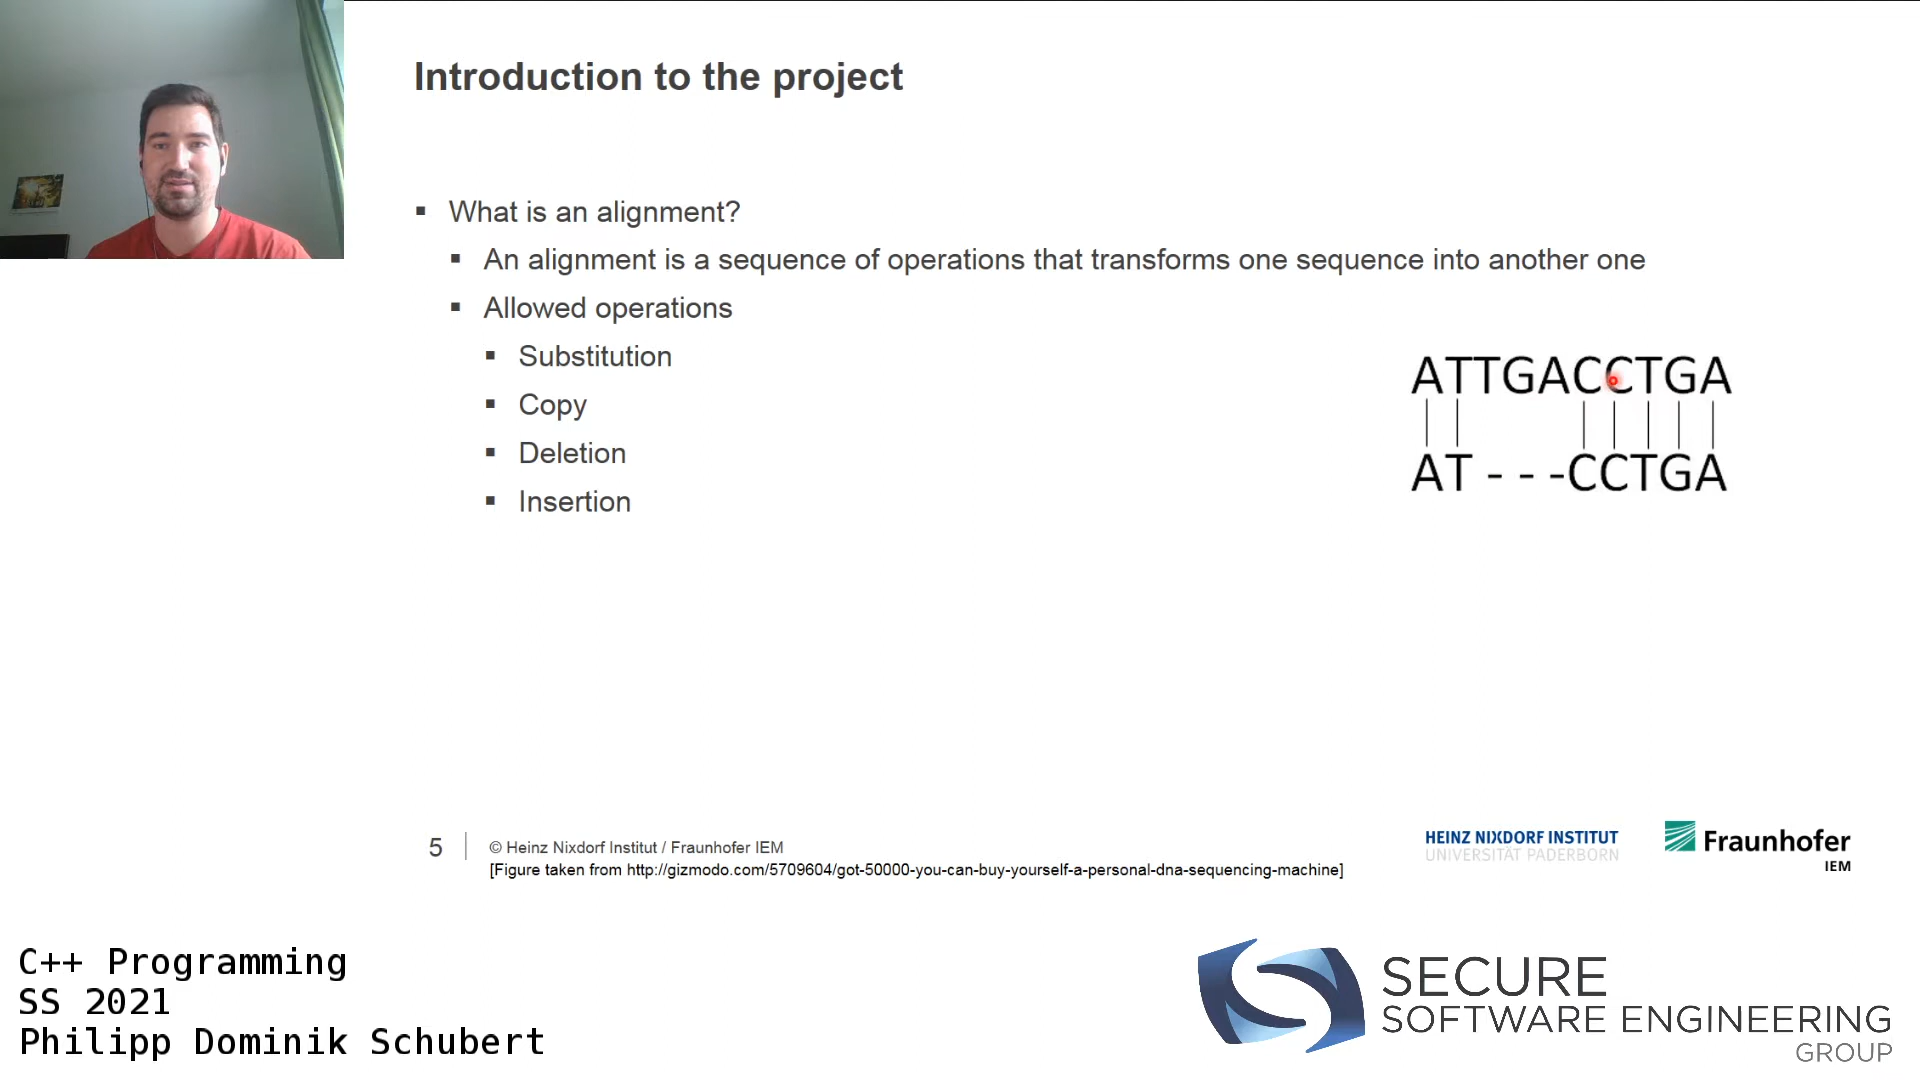 Introduction to the project
What is an alignment?
An alignment is a sequence of operations that transforms one sequence into another one
Allowed operations
Substitution
Copy
Deletion
Insertion
ATTGACCTGA
AT - - -CCTGA
5
© Heinz Nixdorf Institut / Fraunhofer IEM
[Figure taken from http://gizmodo.com/5709604/got-50000-you-can-buy-yourself-a-personal-dna-sequencing-machine]
HEINZ NIXDORF INSTITUT
UNIVERSITÄT PADERBORN
Fraunhofer
IEM
C++ Programming
SS 2021
Philipp Dominik Schubert
SECURE
SOFTWARE ENGINEERING
GROUP